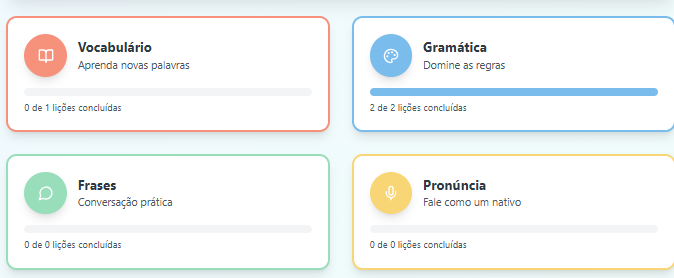 Vocabulário
Aprenda novas palavras
0 de 1 lições concluídas
Gramática
Domine as regras
2 de 2 lições concluídas
Frases
Conversação prática
0 de 0 lições concluídas
Pronúncia
Fale como um nativo
0 de 0 lições concluídas